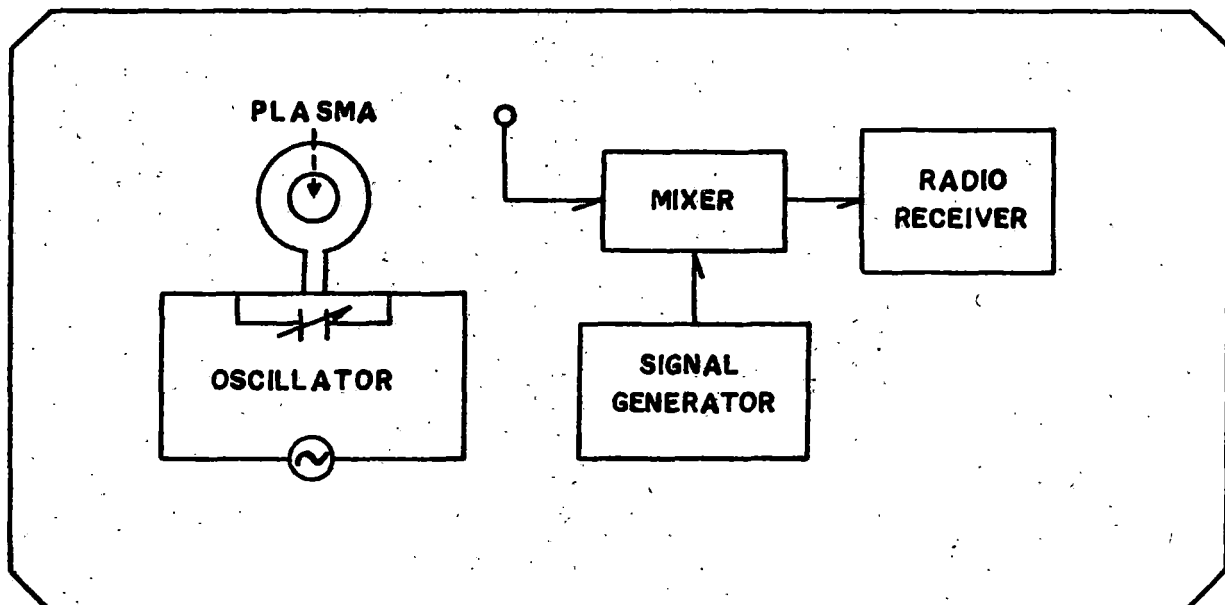 PLASMA
MIXER
RADIO
RECEIVER
OSCILLATOR
SIGNAL
GENERATOR